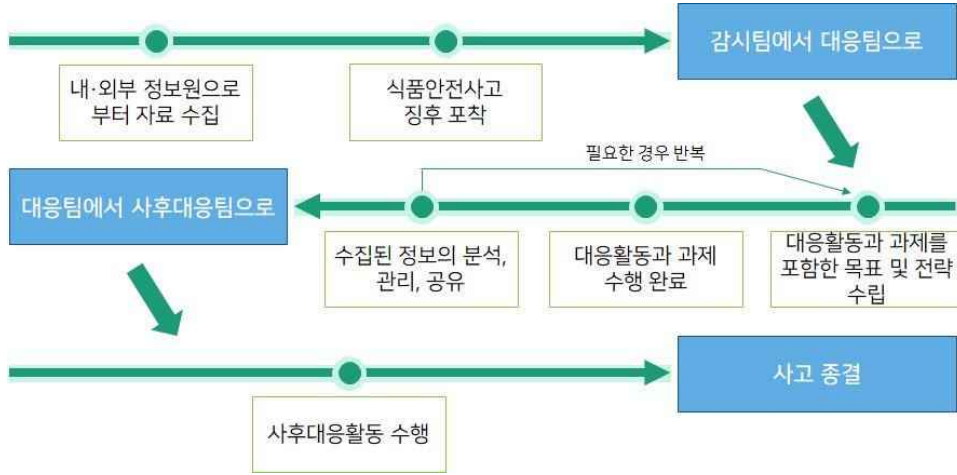 감시팀에서 대응팀으로
내·외부 정보원으로
부터 자료 수집
식품안전사고
징후 포착
필요한 경우 반복
대응팀에서 사후대응팀으로
수집된 정보의 분석,
관리, 공유
대응활동과 과제
수행 완료
대응활동과 과제를
포함한 목표 및 전략
수립
사고 종결
사후대응활동 수행